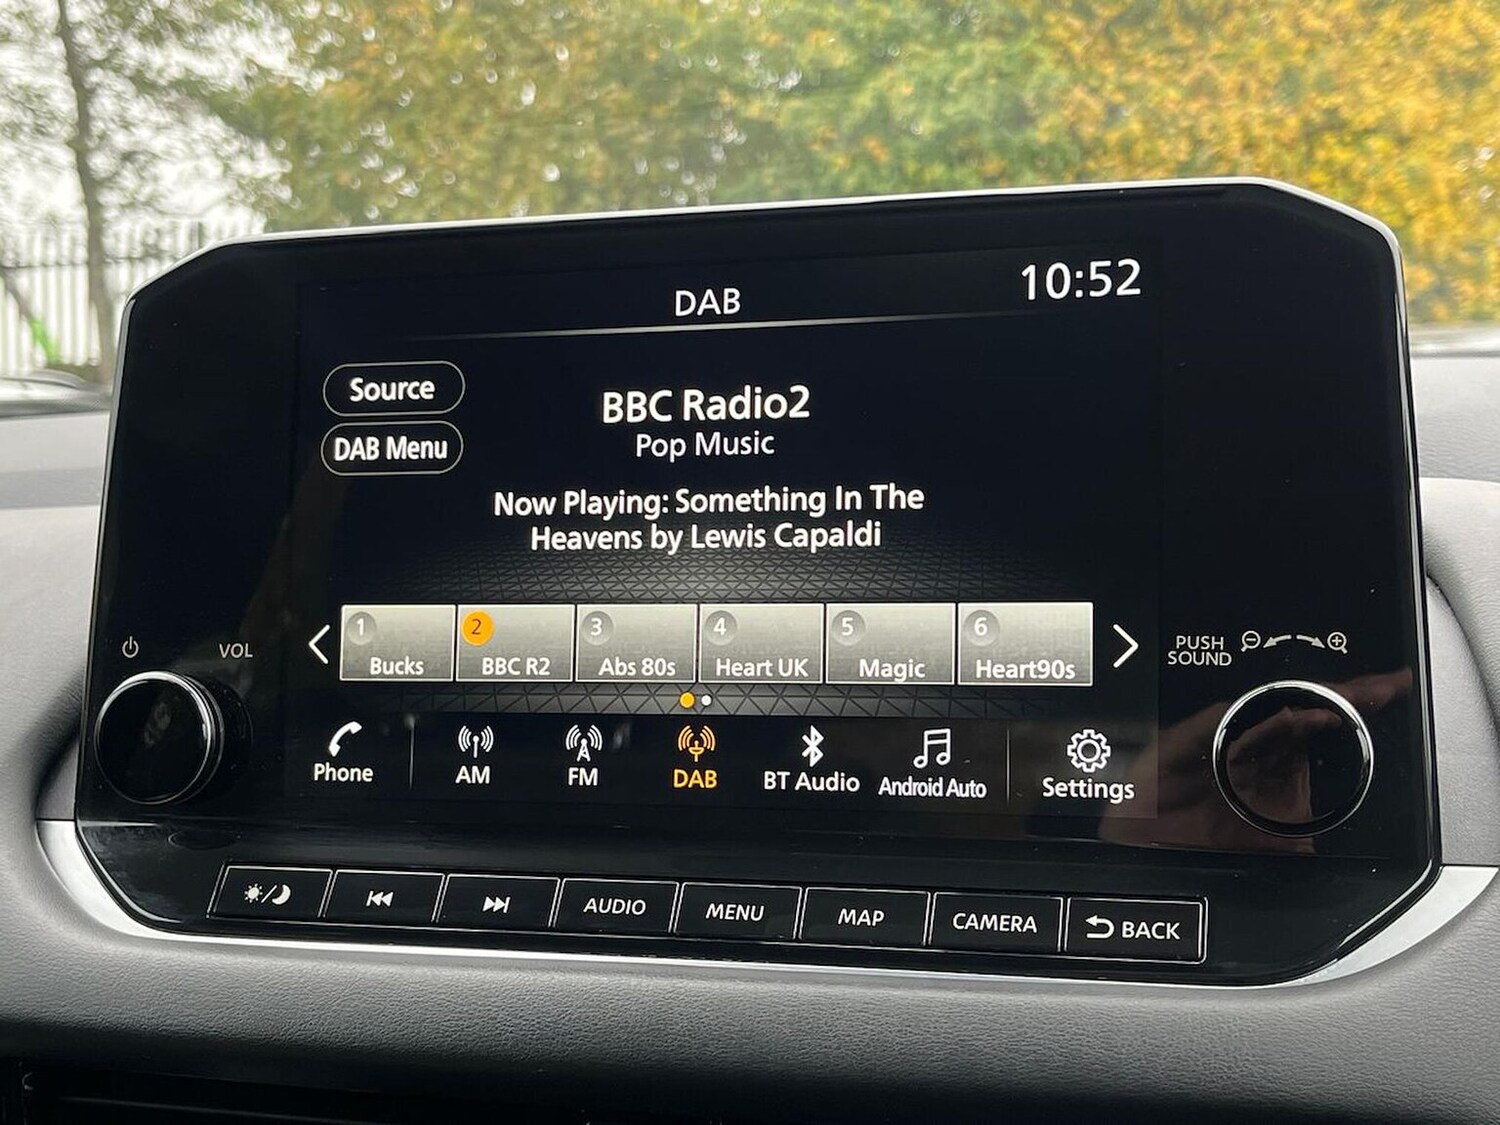 DAB
10:52
Source
DAB Menu
BBC Radio2
Pop Music
Now Playing: Something In The
Heavens by Lewis Capaldi
1
Bucks
2
BBC R2
3
Abs 80s
4
Heart UK
5
Magic
6
Heart90s
VOL
PUSH
SOUND
Phone
AM
FM
DAB
BT Audio
Android Auto
Settings
AUDIO
MENU
MAP
CAMERA
BACK